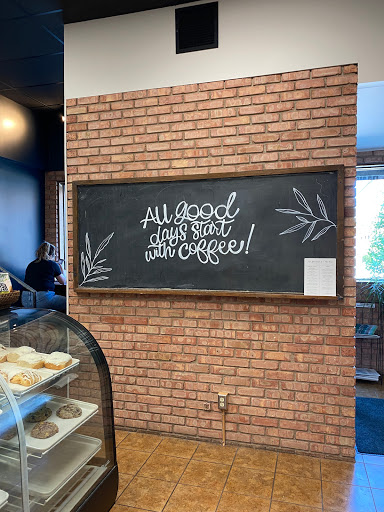 All good
days start
with coffee!